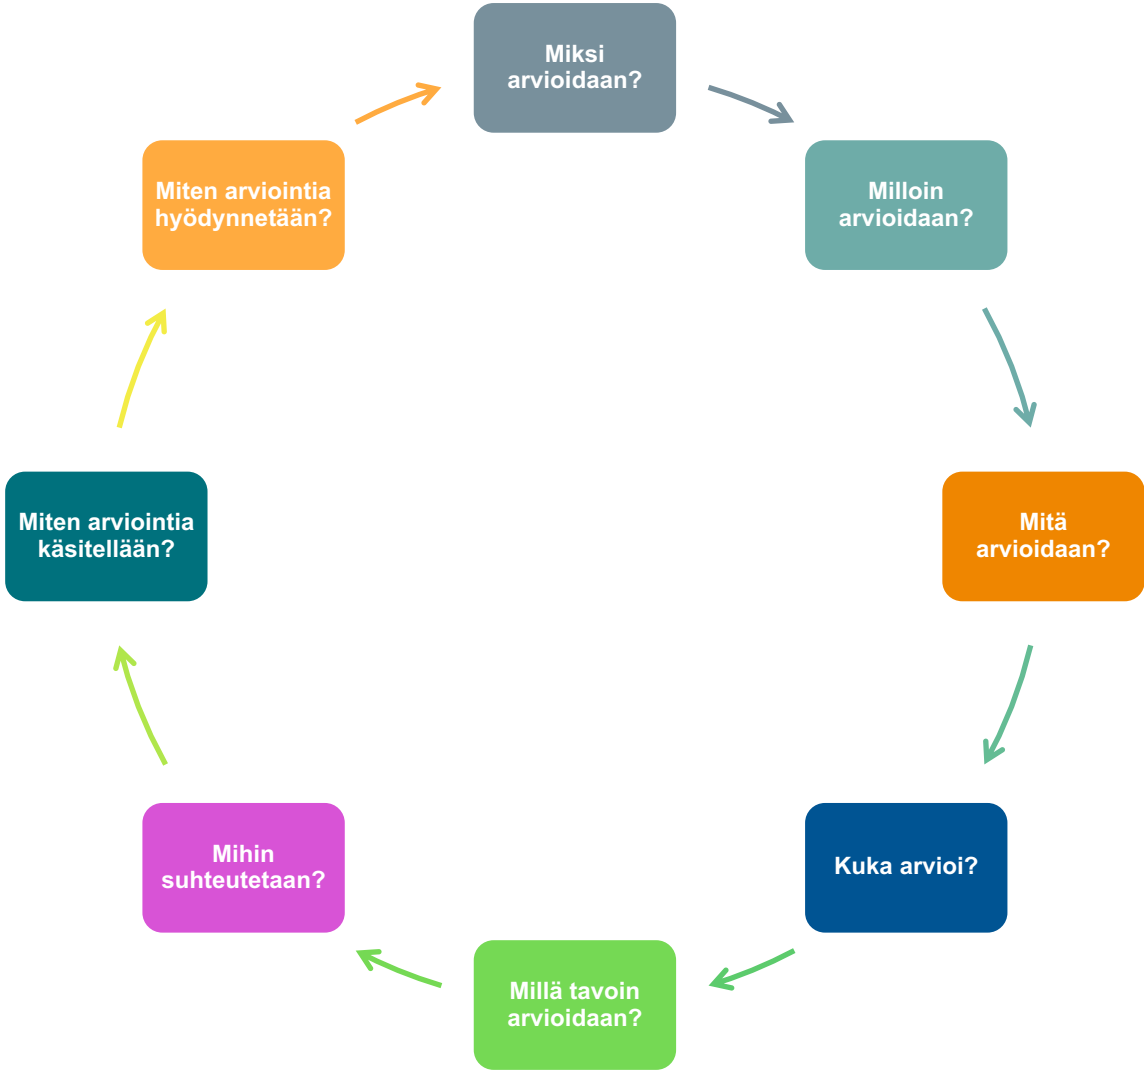 Miksi
arvioidaan?
Milloin
arvioidaan?
Mitä
arvioidaan?
Kuka arvioi?
Millä tavoin
arvioidaan?
Mihin
suhteutetaan?
Miten arviointia
käsitellään?
Miten arviointia
hyödynnetään?